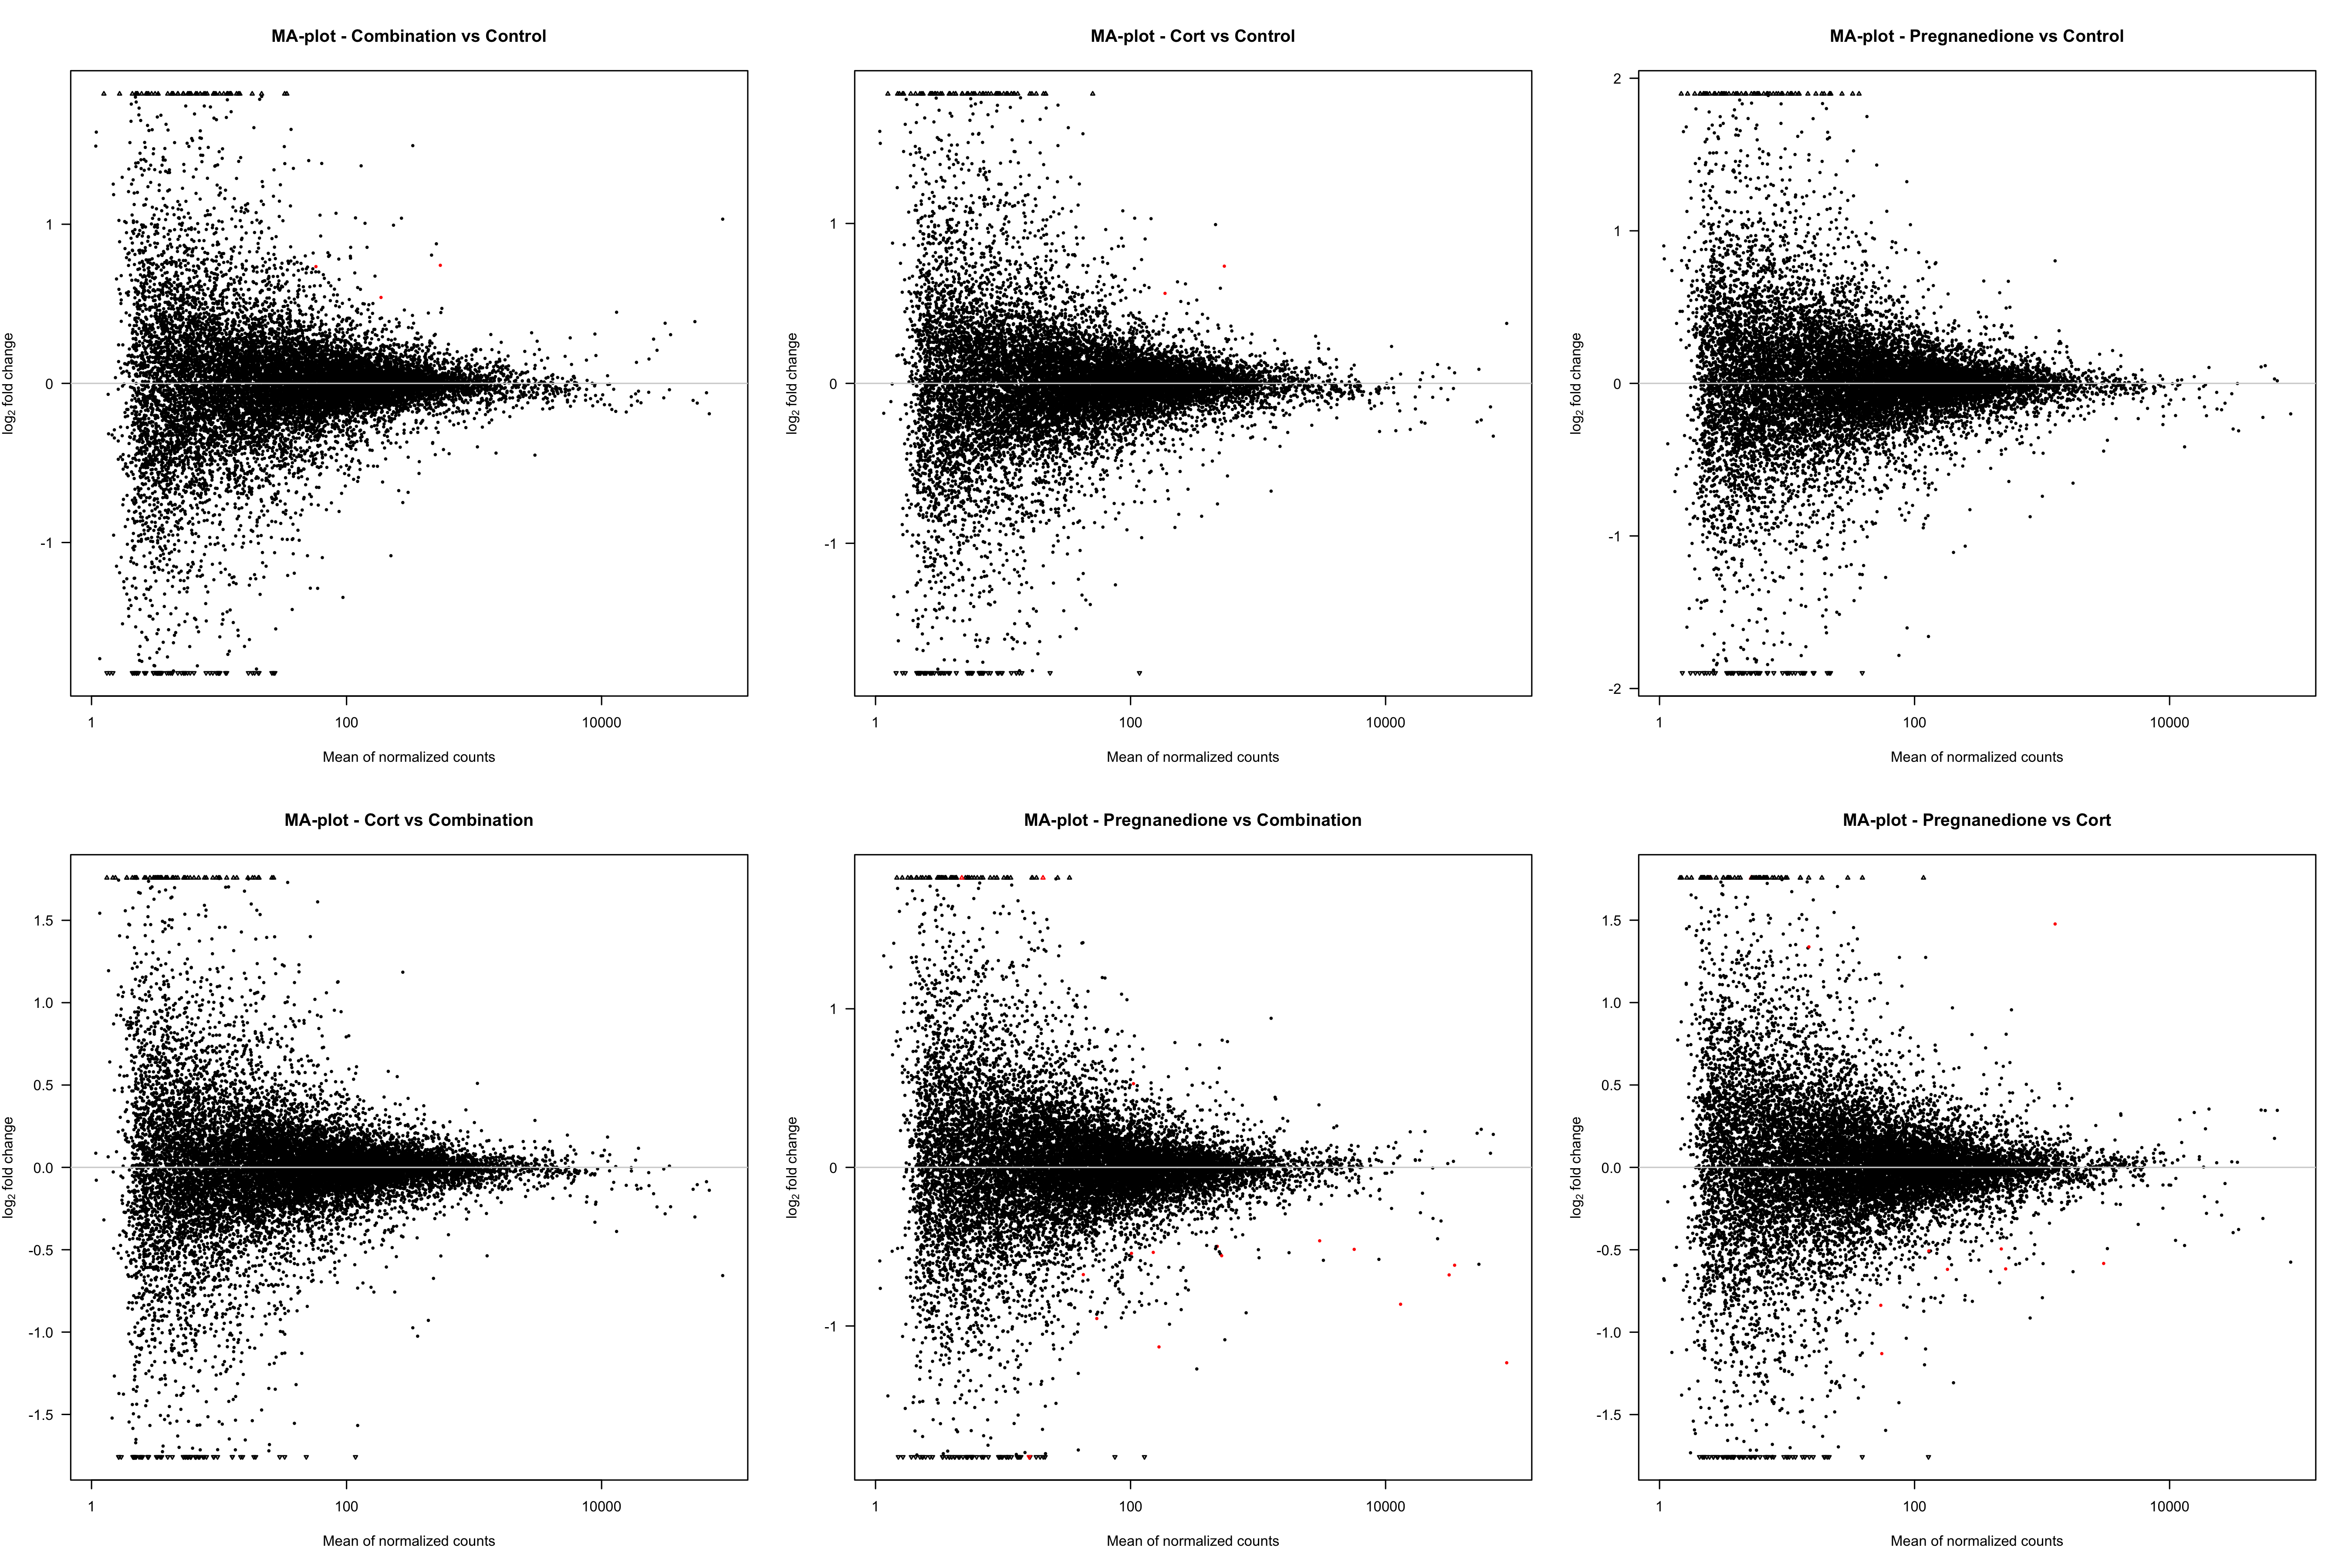 MA-plot - Combination vs Control
log2 fold change
1
0
-1
1
100
10000
Mean of normalized counts
MA-plot - Cort vs Control
log2 fold change
1
0
-1
1
100
10000
Mean of normalized counts
MA-plot - Pregnanedione vs Control
log2 fold change
2
1
0
-1
-2
1
100
10000
Mean of normalized counts
MA-plot - Cort vs Combination
log2 fold change
1.5
1.0
0.5
0.0
-0.5
-1.0
-1.5
1
100
10000
Mean of normalized counts
MA-plot - Pregnanedione vs Combination
log2 fold change
1
0
-1
1
100
10000
Mean of normalized counts
MA-plot - Pregnanedione vs Cort
log2 fold change
1.5
1.0
0.5
0.0
-0.5
-1.0
-1.5
1
100
10000
Mean of normalized counts